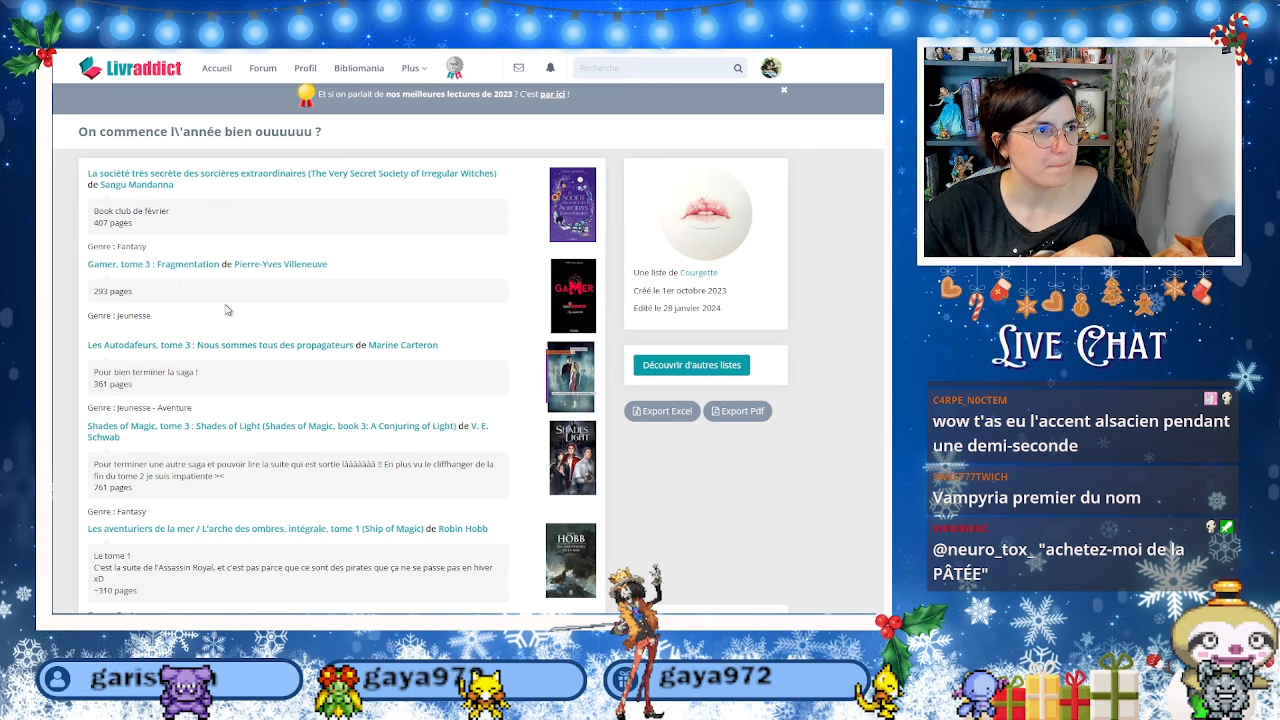 Livraddict
Accueil Forum Profil Bibliomania Plus
Recherche
Et si on parlait de nos meilleures lectures de 2023 ? C'est par ici !
On commence l\'année bien ouuuuuu ?
La société très secrète des sorcières extraordinaires (The Very Secret Society of Irregular Witches)
de Sangu Mandanna
Book club de février
407 pages
Genre : Fantasy
Gamer, tome 3 : Fragmentation de Pierre-Yves Villeneuve
293 pages
Genre : Jeunesse
GAMER
Les Autodafeurs, tome 3 : Nous sommes tous des propagateurs de Marine Carteron
Pour bien terminer la saga !
361 pages
Genre : Jeunesse - Aventure
Shades of Magic, tome 3 : Shades of Light (Shades of Magic, book 3: A Conjuring of Light) de V. E.
Schwab
Pour terminer une autre saga et pouvoir lire la suite qui est sortie lààààààà !! En plus vu le cliffhanger de la
fin du tome 2 je suis impatiente ><
761 pages
Genre : Fantasy
SHADES
LIGHT
Les aventuriers de la mer / L'arche des ombres, intégrale, tome 1 (Ship of Magic) de Robin Hobb
Le tome 1
C'est la suite de l'Assassin Royal, et c'est pas parce que ce sont des pirates que ça ne se passe pas en hiver
xD
~310 pages
HOBB
Une liste de Courgette
Créé le 1er octobre 2023
Edité le 28 janvier 2024
Découvrir d'autres listes
Export Excel Export Pdf
LIVE CHAT
C4RPE_N0CTEM
wow t'as eu l'accent alsacien pendant
une demi-seconde
Vampyria premier du nom
@neuro_tox_ "achetez-moi de la
PÂTÉE"
gaya972